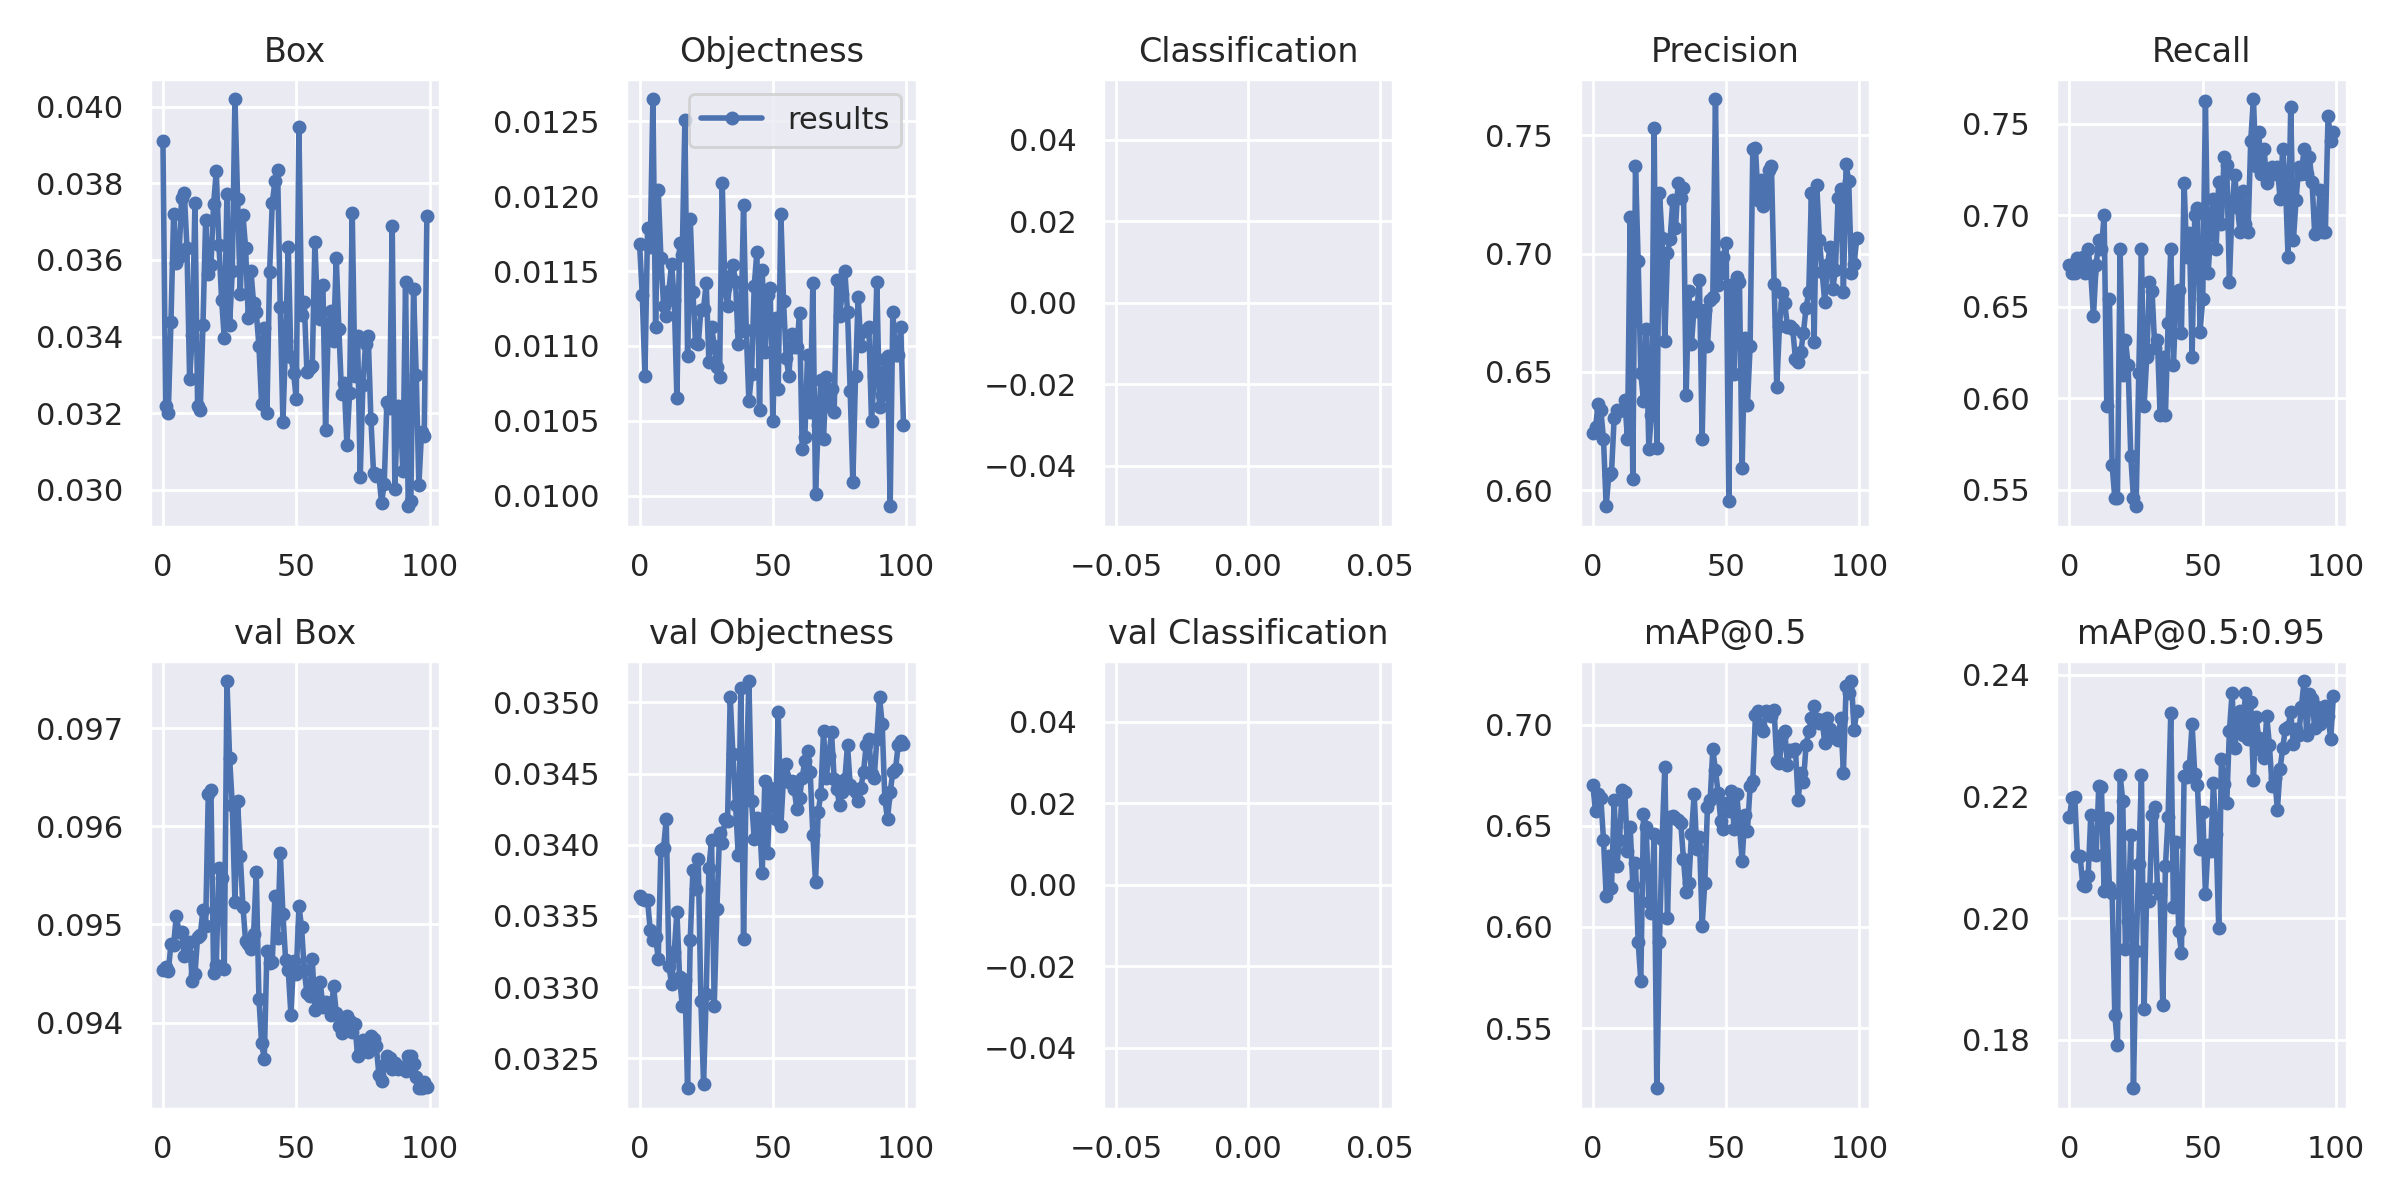 Box
Objectness
Classification
Precision
Recall
0.040
0.038
0.036
0.034
0.032
0.030
0 50 100
results
0.0125
0.0120
0.0115
0.0110
0.0105
0.0100
0 50 100
0.04
0.02
0.00
−0.02
−0.04
−0.05 0.00 0.05
0.75
0.70
0.65
0.60
0 50 100
0.75
0.70
0.65
0.60
0.55
0 50 100
val Box
val Objectness
val Classification
mAP@0.5
mAP@0.5:0.95
0.097
0.096
0.095
0.094
0 50 100
0.0350
0.0345
0.0340
0.0335
0.0330
0.0325
0 50 100
0.04
0.02
0.00
−0.02
−0.04
−0.05 0.00 0.05
0.70
0.65
0.60
0.55
0 50 100
0.24
0.22
0.20
0.18
0 50 100